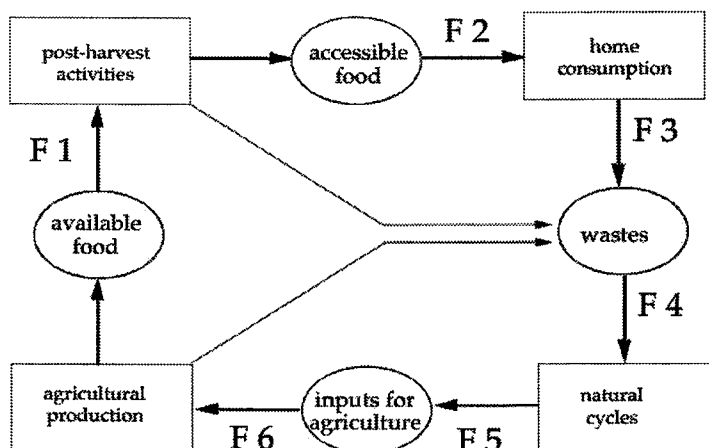 post-harvest
activities
accessible
food
F 2
home
consumption
F 1
F 3
available
food
wastes
F 4
agricultural
production
inputs for
agriculture
natural
cycles
F 6
F 5